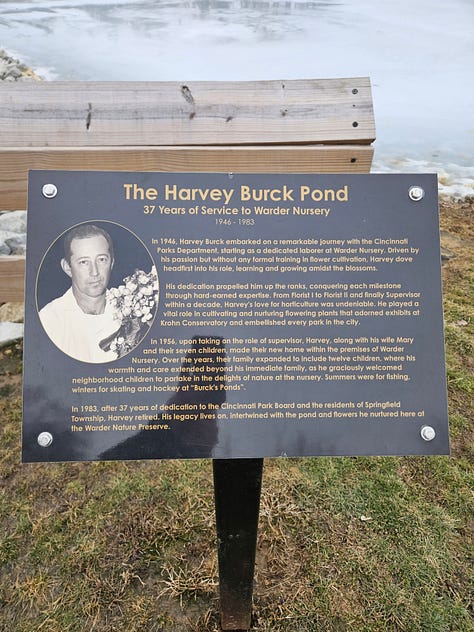 The Harvey Burck Pond
37 Years of Service to Warder Nursery
1946 - 1983
In 1946, Harvey Burck embarked on a remarkable journey with the Cincinnati
Parks Department, starting as a dedicated laborer at Warder Nursery. Driven by
his passion but without any formal training in flower cultivation, Harvey dove
headfirst into his role, learning and growing amidst the blossoms.
His dedication propelled him up the ranks, conquering each milestone
through hard-earned expertise. From Florist I to Florist II and finally Supervisor
within a decade, Harvey's love for horticulture was undeniable. He played a
vital role in cultivating and nurturing flowering plants that adorned exhibits at
Krohn Conservatory and embellished every park in the city.
In 1956, upon taking on the role of supervisor, Harvey, along with his wife Mary
and their seven children, made their new home within the premises of Warder
Nursery. Over the years, their family expanded to include twelve children, where his
warmth and care extended beyond his immediate family, as he graciously welcomed
neighborhood children to partake in the delights of nature at the nursery. Summers were for fishing,
winters for skating and hockey at "Burck's Ponds".
In 1983, after 37 years of dedication to the Cincinnati Park Board and the residents of Springfield
Township, Harvey retired. His legacy lives on, intertwined with the pond and flowers he nurtured here at
the Warder Nature Preserve.